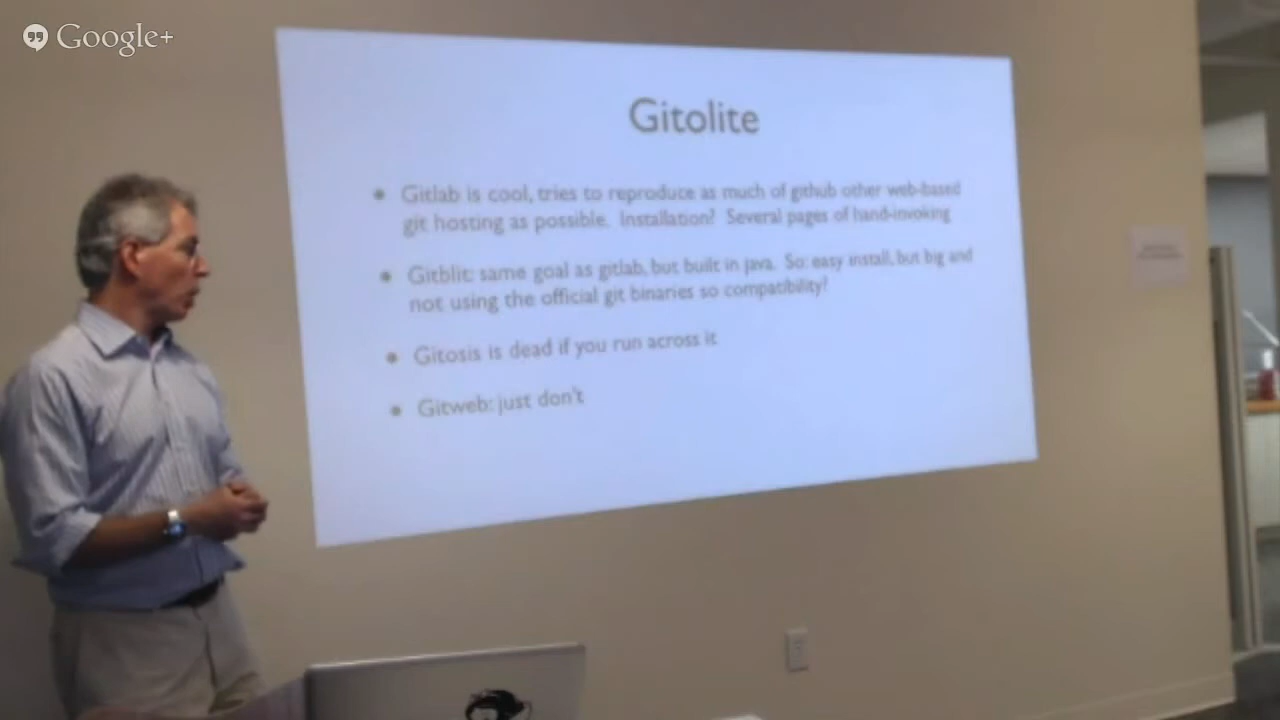 Google+
Gitolite
• Gitlab is cool, tries to reproduce as much of github other web-based
git hosting as possible. Installation? Several pages of hand-invoking
• Gitblit: same goal as gitlab, but built in java. So: easy install, but big and
not using the official git binaries so compatibility?
• Gitosis is dead if you run across it
• Gitweb: just don't